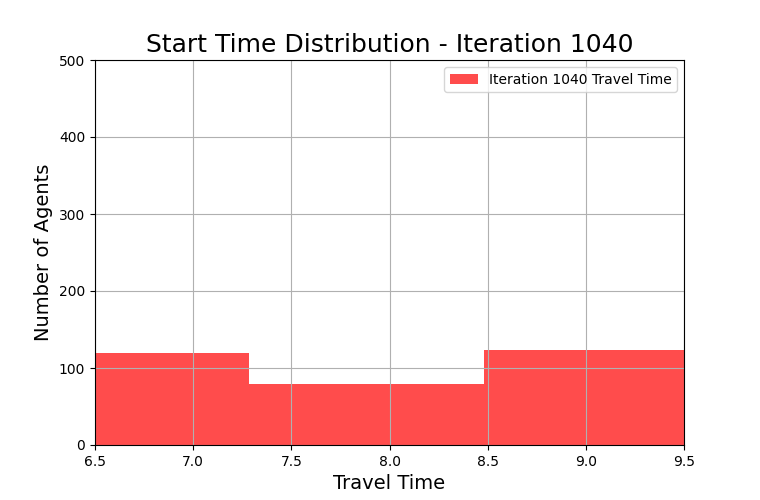 Start Time Distribution - Iteration 1040
Iteration 1040 Travel Time
Number of Agents
500
400
300
200
100
0
6.5 7.0 7.5 8.0 8.5 9.0 9.5
Travel Time